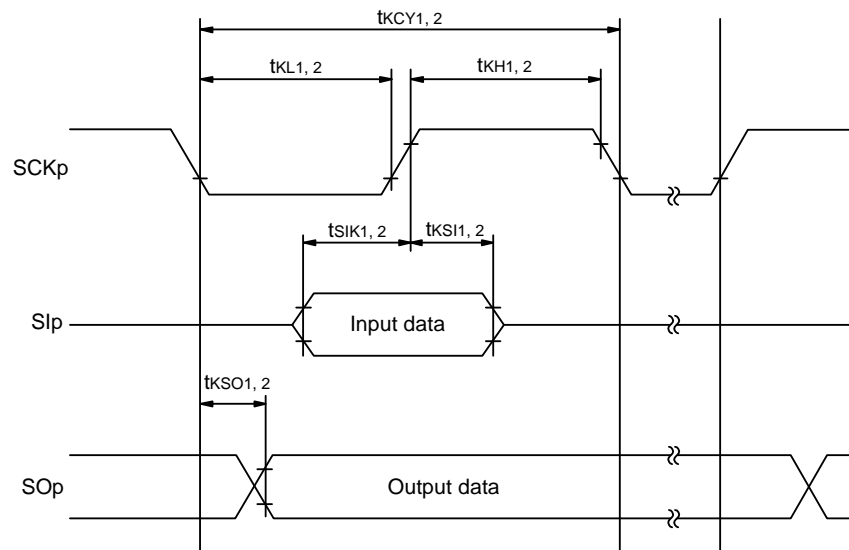 tKCY1, 2
tKL1, 2
tKH1, 2
SCKp
tSIK1, 2
tKSI1, 2
SIp
Input data
tKSO1, 2
SOp
Output data